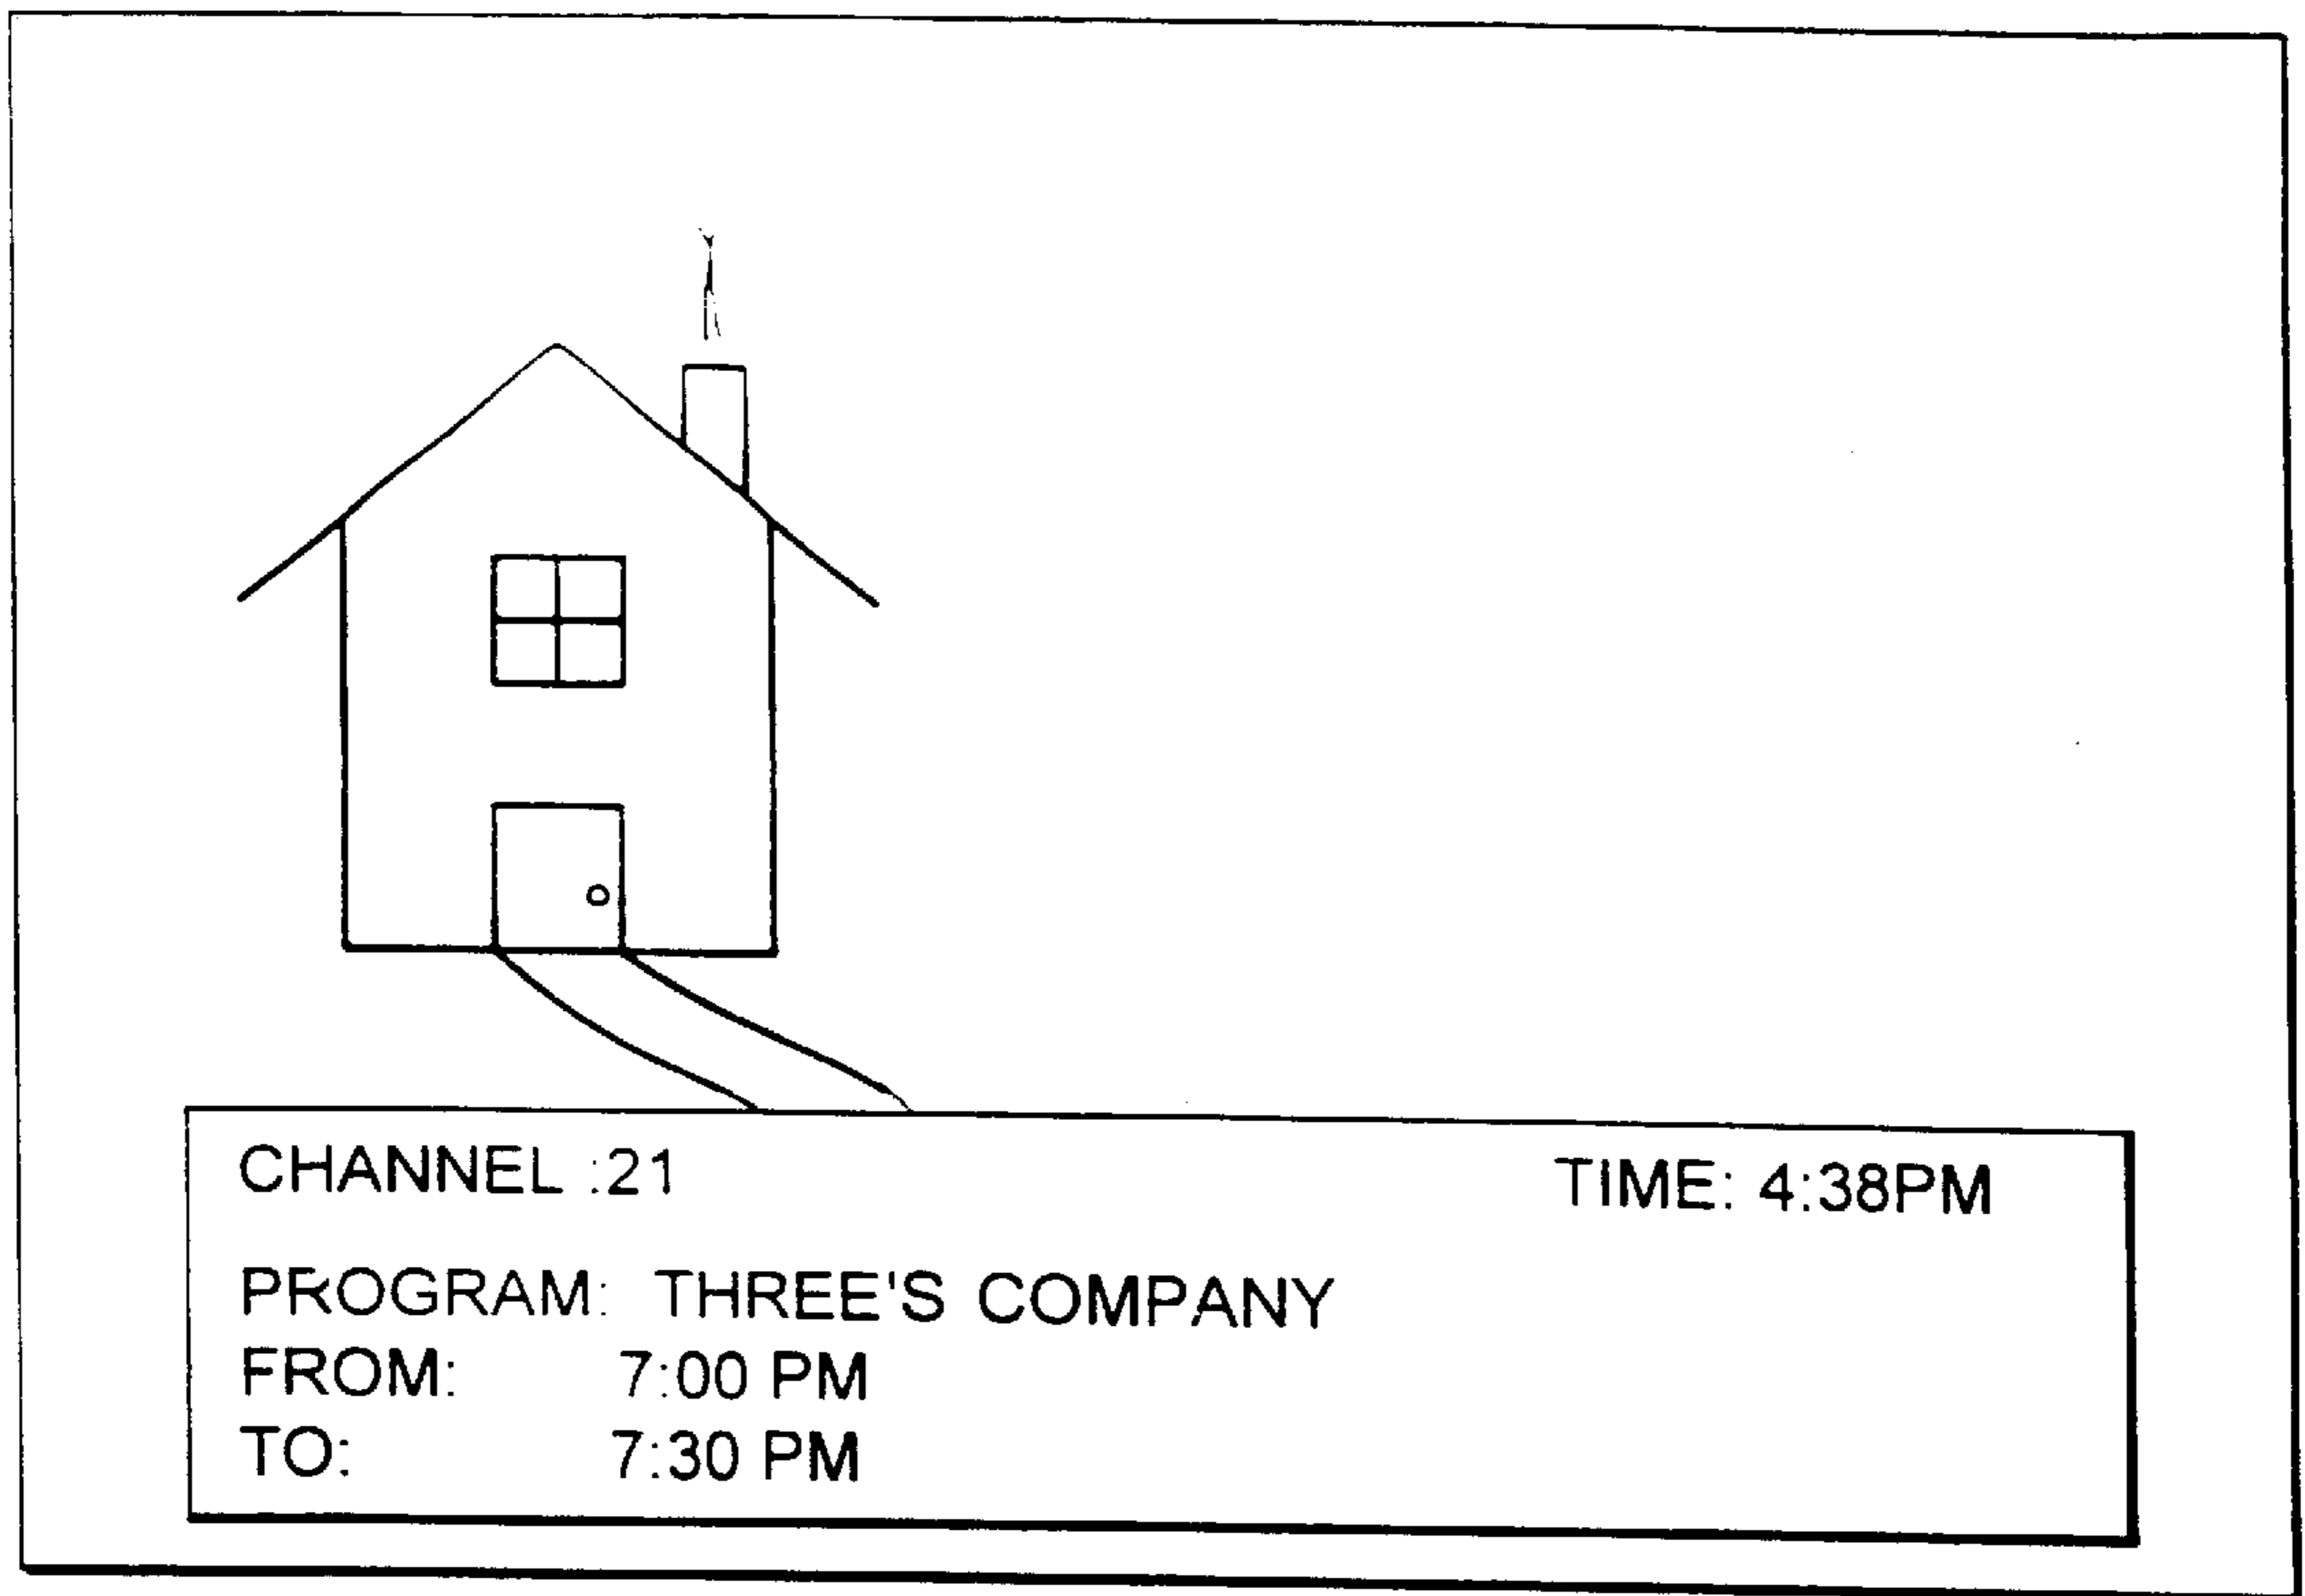 CHANNEL :21
TIME: 4:38PM
PROGRAM: THREE'S COMPANY
FROM: 7:00 PM
TO: 7:30 PM